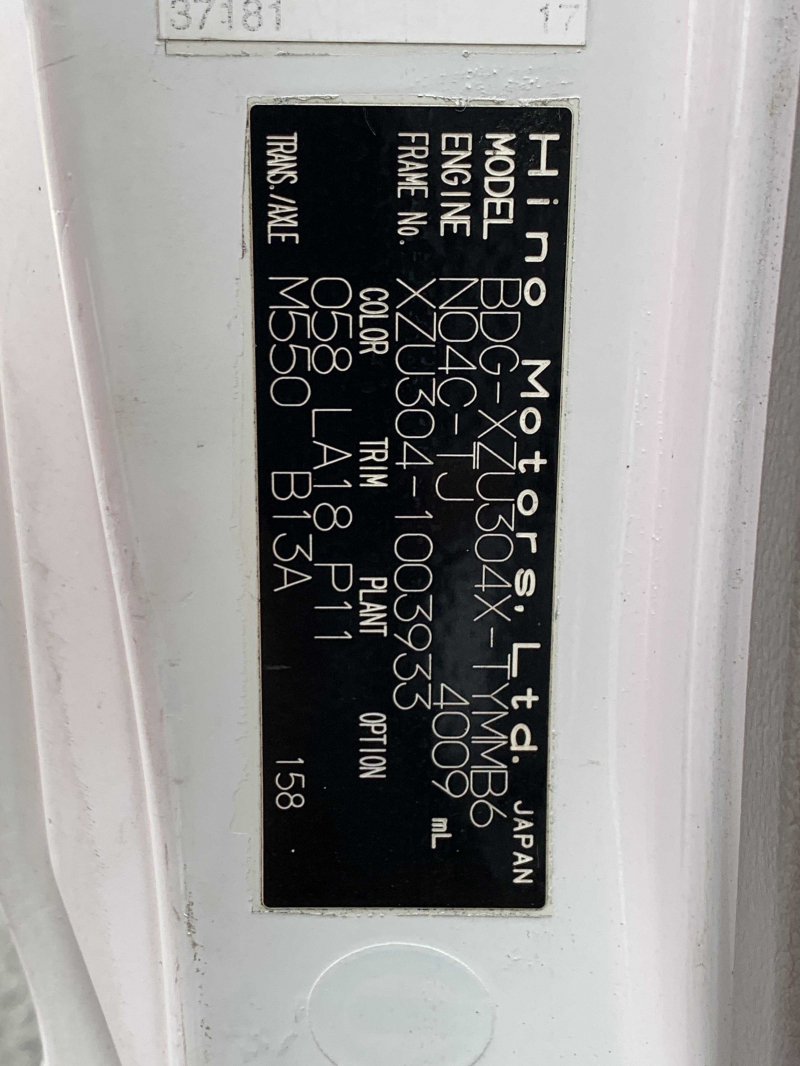 37181 17
Hino Motors, Ltd. JAPAN
MODEL BDG-XZU304X-TYMMB6
ENGINE N04C-TJ 4009 mL
FRAME No. XZU304-1003933
COLOR TRIM PLANT OPTION
058 LA18 P11
TRANS./AXLE M550 B13A 158